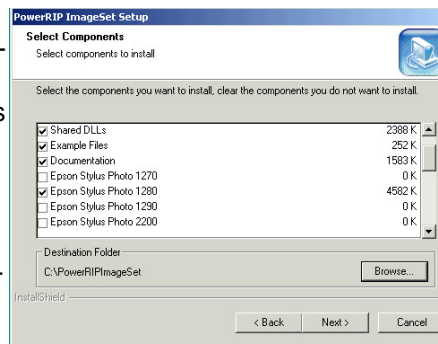 PowerRIP ImageSet Setup
Select Components
Select components to install
Select the components you want to install, clear the components you do not want to install.
Shared DLLs 2388 K
Example Files 252 K
Documentation 1583 K
Epson Stylus Photo 1270 0 K
Epson Stylus Photo 1280 4582 K
Epson Stylus Photo 1290 0 K
Epson Stylus Photo 2200 0 K
Destination Folder
C:\PowerRIPImageSet
Browse...
InstallShield
< Back Next > Cancel